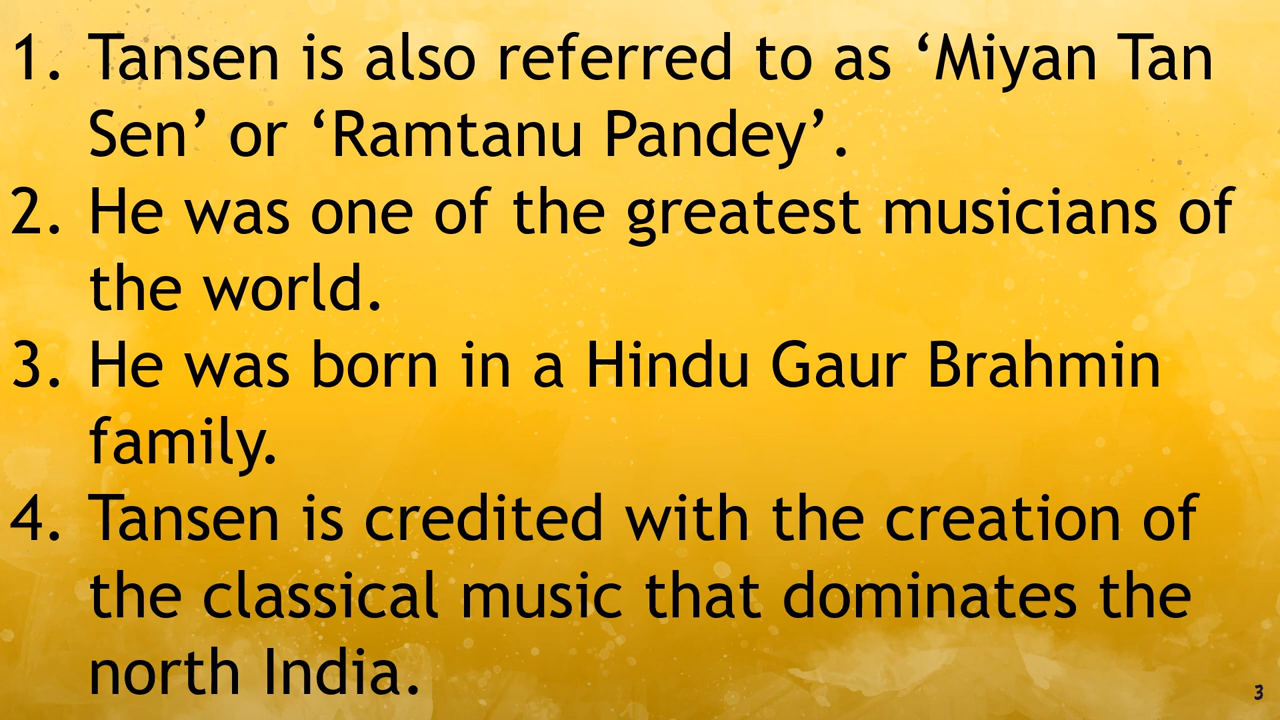 1. Tansen is also referred to as ‘Miyan Tan
Sen’ or ‘Ramtanu Pandey’.
2. He was one of the greatest musicians of
the world.
3. He was born in a Hindu Gaur Brahmin
family.
4. Tansen is credited with the creation of
the classical music that dominates the
north India.
3